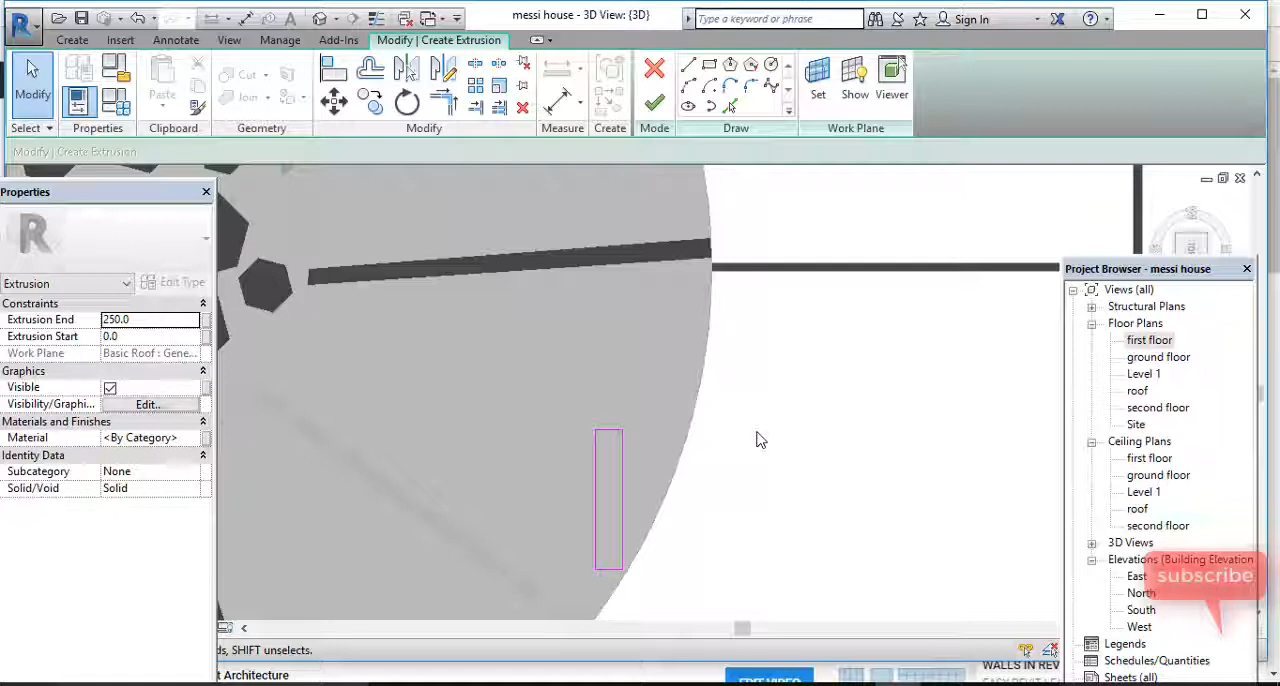 messi house - 3D View: {3D}
Type a keyword or phrase
Sign In
Create
Insert
Annotate
View
Manage
Add-Ins
Modify | Create Extrusion
Modify
Paste
Cut
Join
Set
Show
Viewer
Select
Properties
Clipboard
Geometry
Modify
Measure
Create
Mode
Draw
Work Plane
Modify | Create Extrusion
Properties
Extrusion
Edit Type
Constraints
Extrusion End 250.0
Extrusion Start 0.0
Work Plane Basic Roof : Gene...
Graphics
Visible
Visibility/Graphi... Edit...
Materials and Finishes
Material <By Category>
Identity Data
Subcategory None
Solid/Void Solid
Project Browser - messi house
Views (all)
Structural Plans
Floor Plans
first floor
ground floor
Level 1
roof
second floor
Site
Ceiling Plans
first floor
ground floor
Level 1
roof
second floor
3D Views
Elevations (Building Elevation
East
North
South
West
Legends
Schedules/Quantities
Sheets (all)
subscribe
ds, SHIFT unselects.
t Architecture
EDIT VIDEO
WALLS IN REV